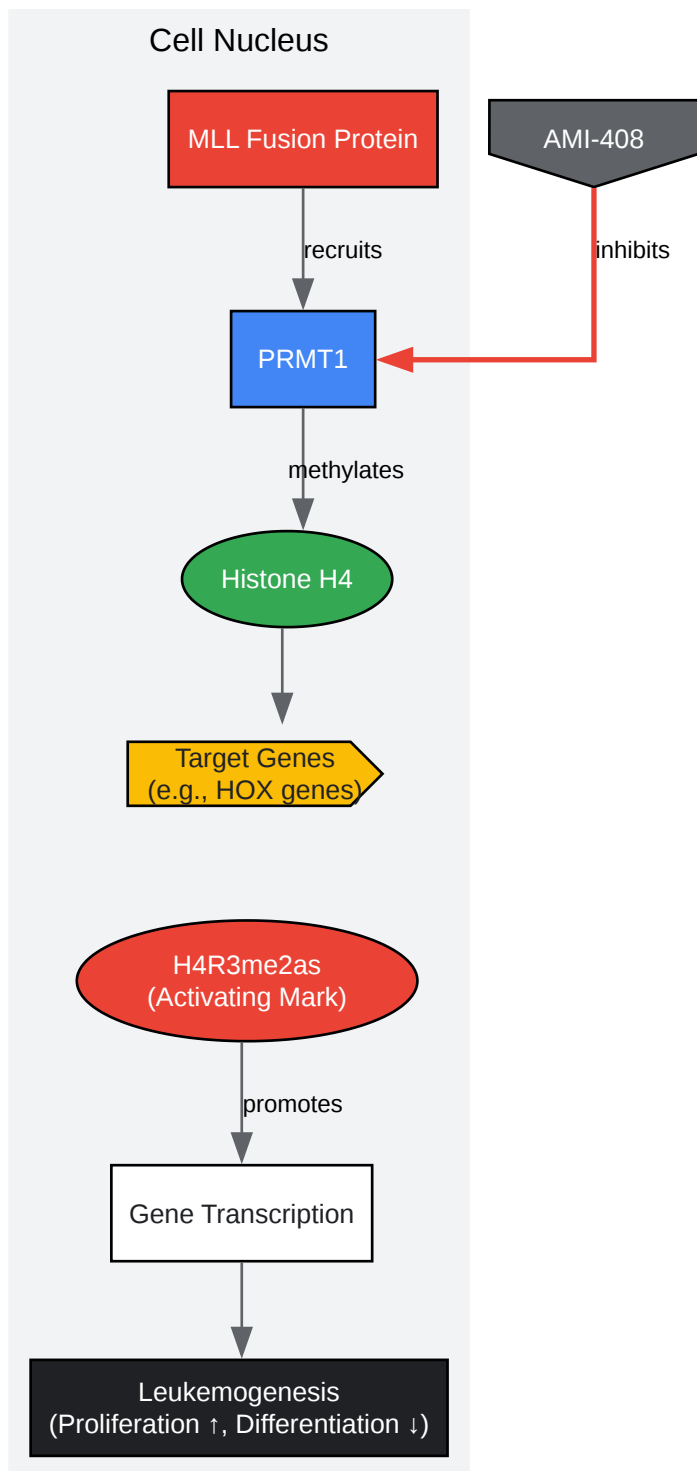 Cell Nucleus
MLL Fusion Protein
AMI-408
recruits
inhibits
PRMT1
methylates
Histone H4
Target Genes
(e.g., HOX genes)
H4R3me2as
(Activating Mark)
promotes
Gene Transcription
Leukemogenesis
(Proliferation ↑, Differentiation ↓)